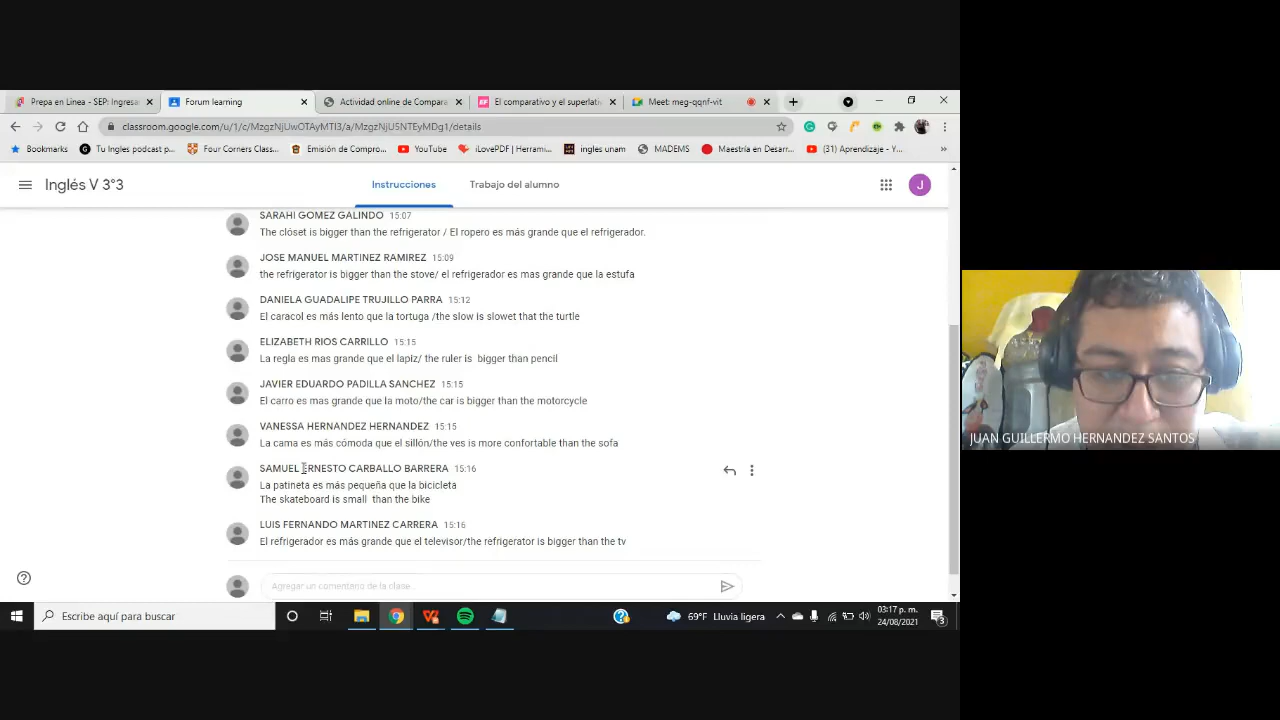 Prepa en Linea - SEP: Ingresa
Forum learning
Actividad online de Compara
El comparativo y el superlativ
Meet: meg-qqnf-vit
classroom.google.com/u/1/c/MzgzNjUwOTAyMTI3/a/MzgzNjU5NTEyMDg1/details
Bookmarks
Tu Ingles podcast p...
Four Corners Class...
Emisión de Compro...
YouTube
iLovePDF | Herrami...
ingles unam
MADEMS
Maestría en Desarr...
(31) Aprendizaje - Y...
»
Inglés V 3°3
Instrucciones
Trabajo del alumno
J
SARAHI GOMEZ GALINDO 15:07
The clóset is bigger than the refrigerator / El ropero es más grande que el refrigerador.
JOSE MANUEL MARTINEZ RAMIREZ 15:09
the refrigerator is bigger than the stove/ el refrigerador es mas grande que la estufa
DANIELA GUADALIPE TRUJILLO PARRA 15:12
El caracol es más lento que la tortuga /the slow is slowet that the turtle
ELIZABETH RIOS CARRILLO 15:15
La regla es mas grande que el lapiz/ the ruler is bigger than pencil
JAVIER EDUARDO PADILLA SANCHEZ 15:15
El carro es mas grande que la moto/the car is bigger than the motorcycle
VANESSA HERNANDEZ HERNANDEZ 15:15
La cama es más cómoda que el sillón/the ves is more confortable than the sofa
SAMUEL ERNESTO CARBALLO BARRERA 15:16
La patineta es más pequeña que la bicicleta
The skateboard is small than the bike
LUIS FERNANDO MARTINEZ CARRERA 15:16
El refrigerador es más grande que el televisor/the refrigerator is bigger than the tv
Agregar un comentario de la clase
JUAN GUILLERMO HERNANDEZ SANTOS
Escribe aquí para buscar
69°F Lluvia ligera
03:17 p. m.
24/08/2021
3